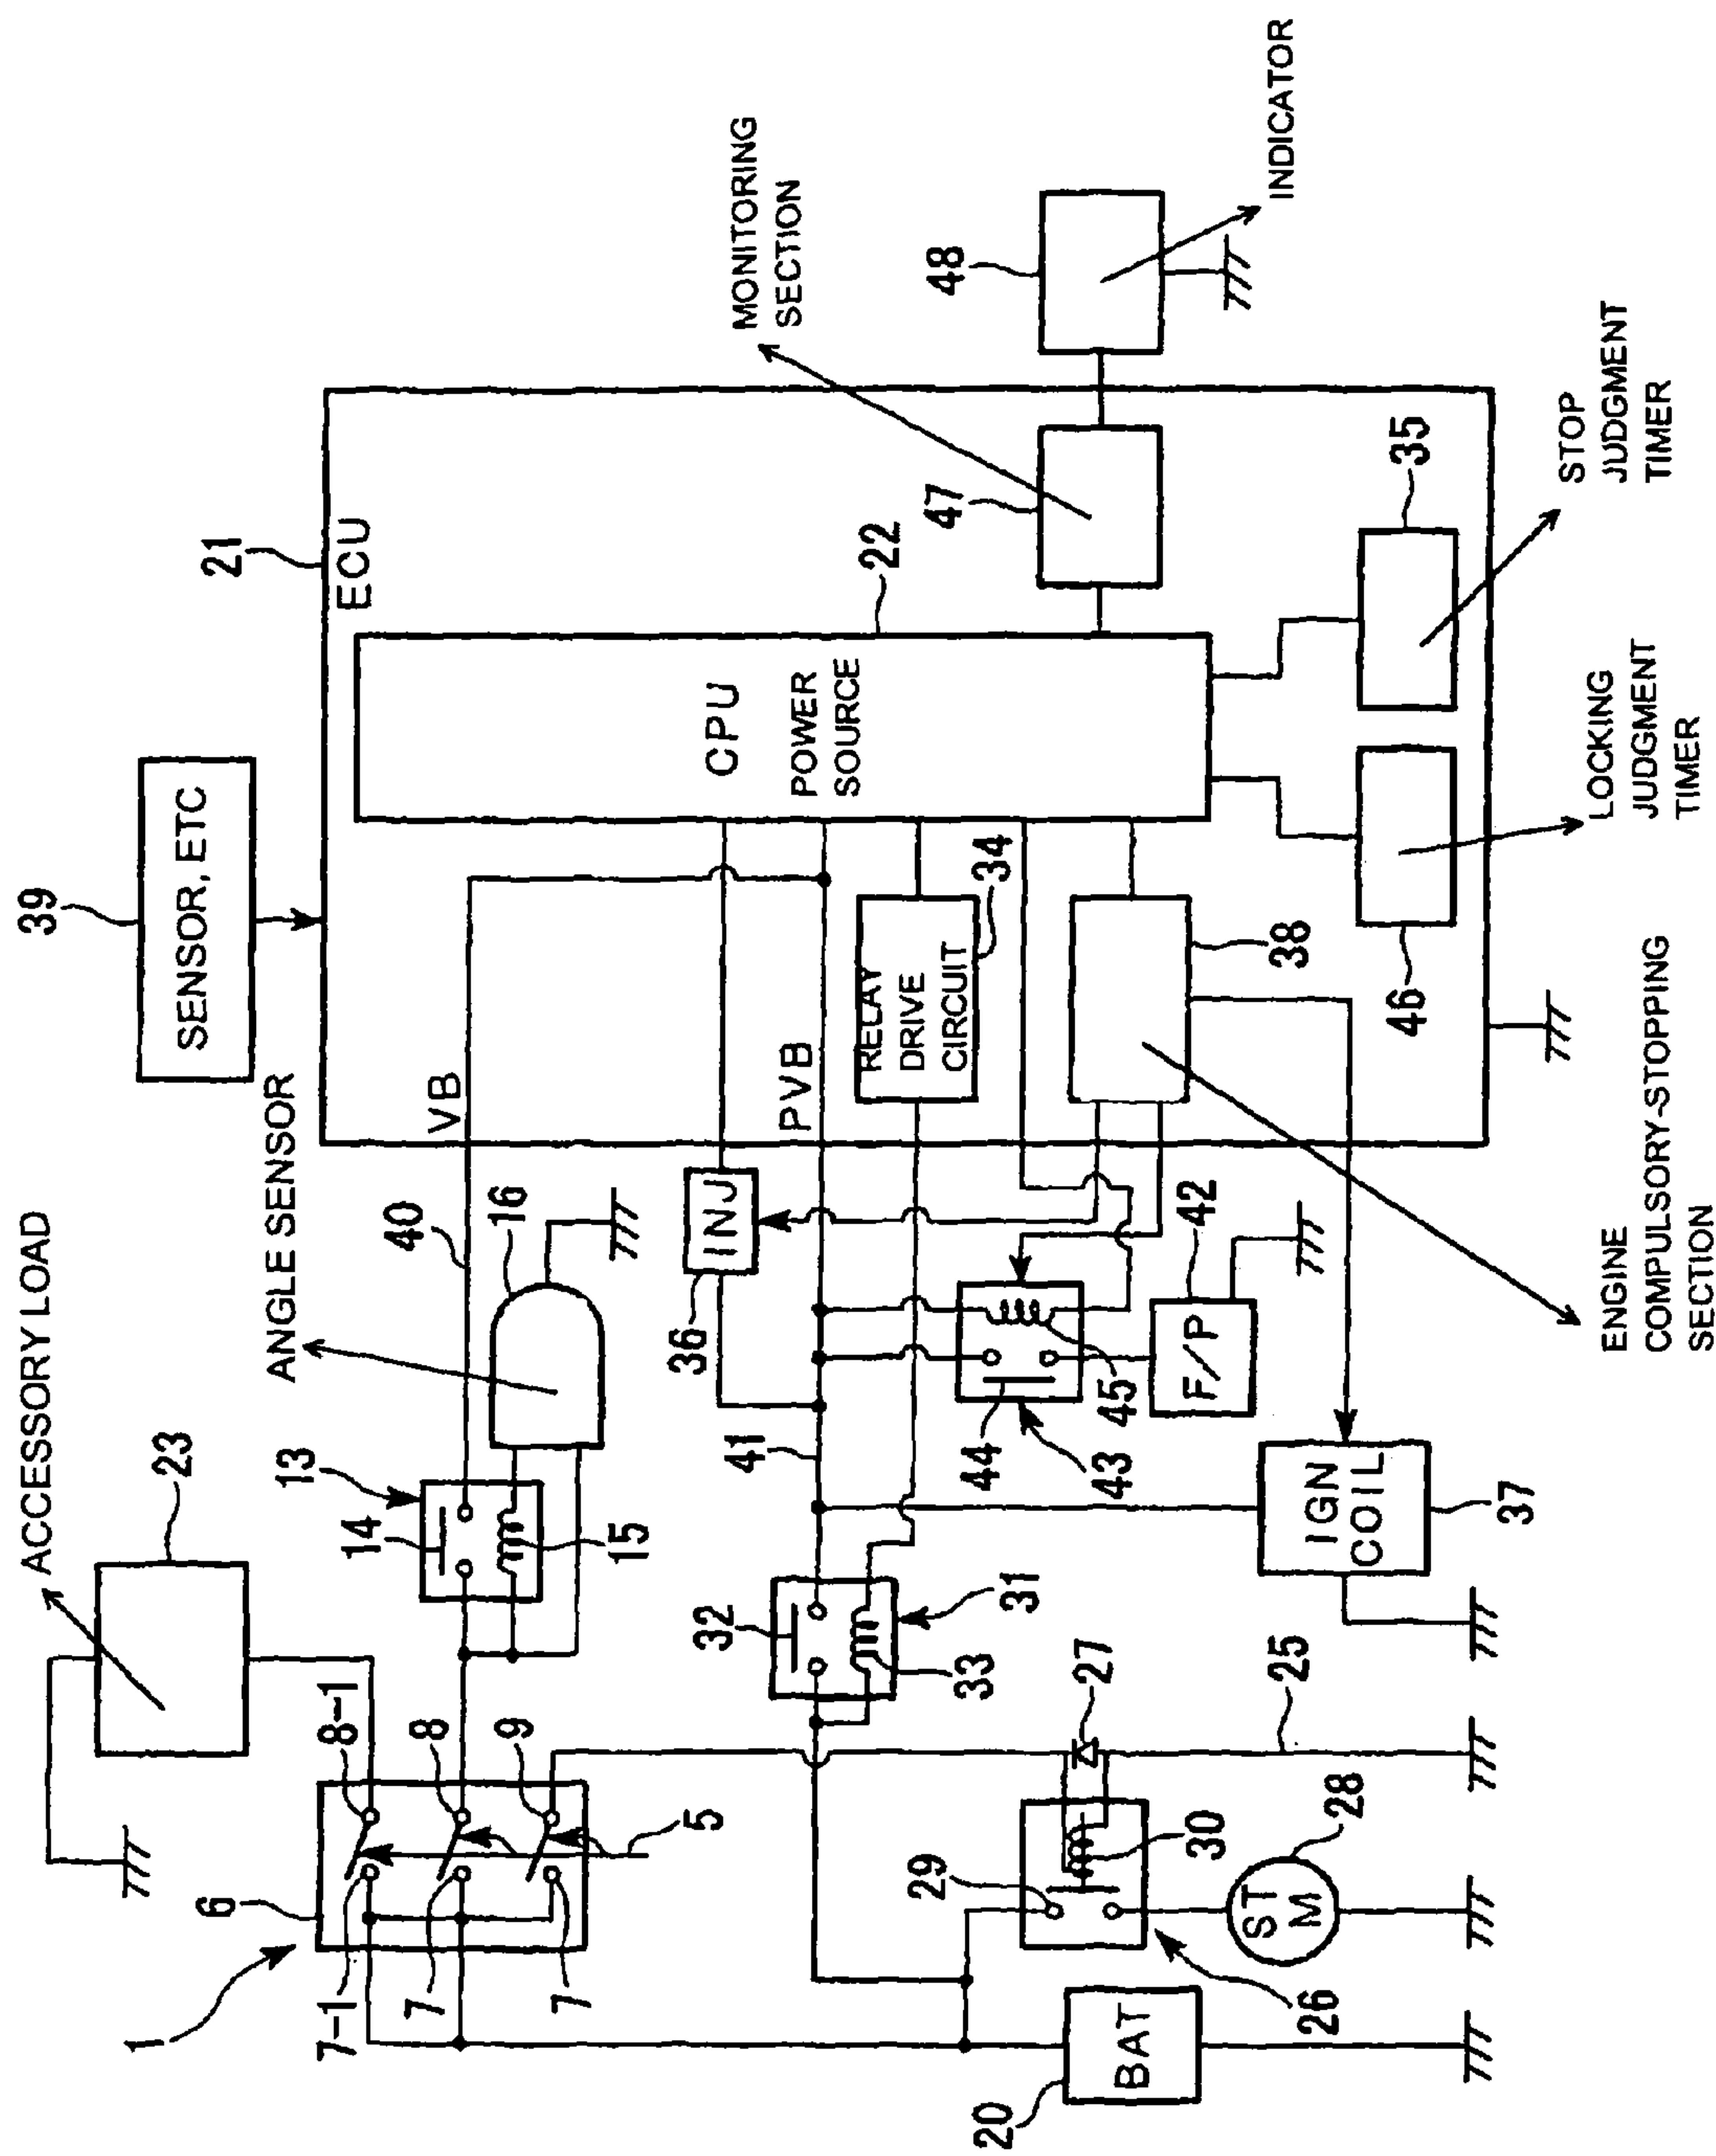 ACCESSORY LOAD
23
1
6
8-1
7-1
8
7
9
7
5
13
14
15
ANGLE SENSOR
16
40
39
SENSOR, ETC
21
ECU
VB
PVB
CPU
POWER
SOURCE
22
MONITORING
SECTION
47
48
INDICATOR
36
INJ
41
32
33
31
RELAY
DRIVE
CIRCUIT
34
38
44
45
43
42
F/P
IGN
COIL
37
27
25
29
30
26
28
ST
M
20
BAT
46
35
STOP
JUDGMENT
TIMER
LOCKING
JUDGMENT
TIMER
ENGINE
COMPULSORY-STOPPING
SECTION